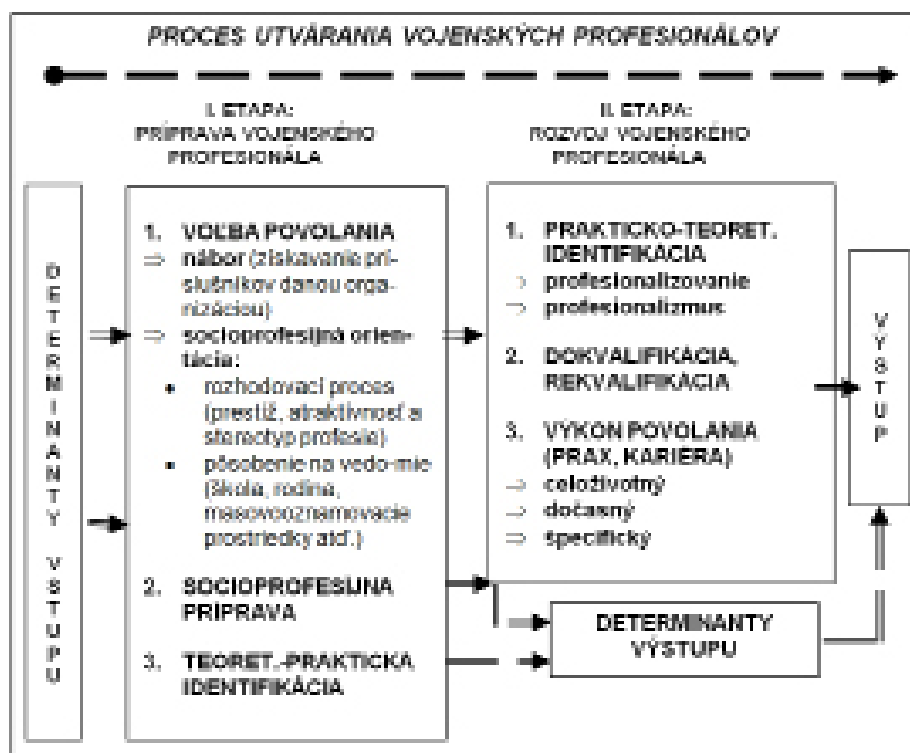 PROCES UTVÁRANIA VOJENSKÝCH PROFESIONÁLOV
I. ETAPA:
PRÍPRAVA VOJENSKÉHO
PROFESIONÁLA
II. ETAPA:
ROZVOJ VOJENSKÉHO
PROFESIONÁLA
DETERMINANTY VSTUPU
1. VOĽBA POVOLANIA
⇒ nábor (získavanie prí-
slušníkov danou orga-
nizáciou)
⇒ socioprofesijná orien-
tácia:
• rozhodovací proces
(prestíž, atraktívnosť a
stereotyp profesie)
• pôsobenie na vedo-mie
(škola, rodina,
masovooznamovacie
prostriedky atď.)
2. SOCIOPROFESIJNÁ
PRÍPRAVA
3. TEORET.-PRAKTICKÁ
IDENTIFIKÁCIA
1. PRAKTICKO-TEORET.
IDENTIFIKÁCIA
⇒ profesionalizovanie
⇒ profesionalizmus
2. DOKVALIFIKÁCIA,
REKVALIFIKÁCIA
3. VÝKON POVOLANIA
(PRAX, KARIÉRA)
⇒ celoživotný
⇒ dočasný
⇒ špecifický
VÝSTUP
DETERMINANTY
VÝSTUPU